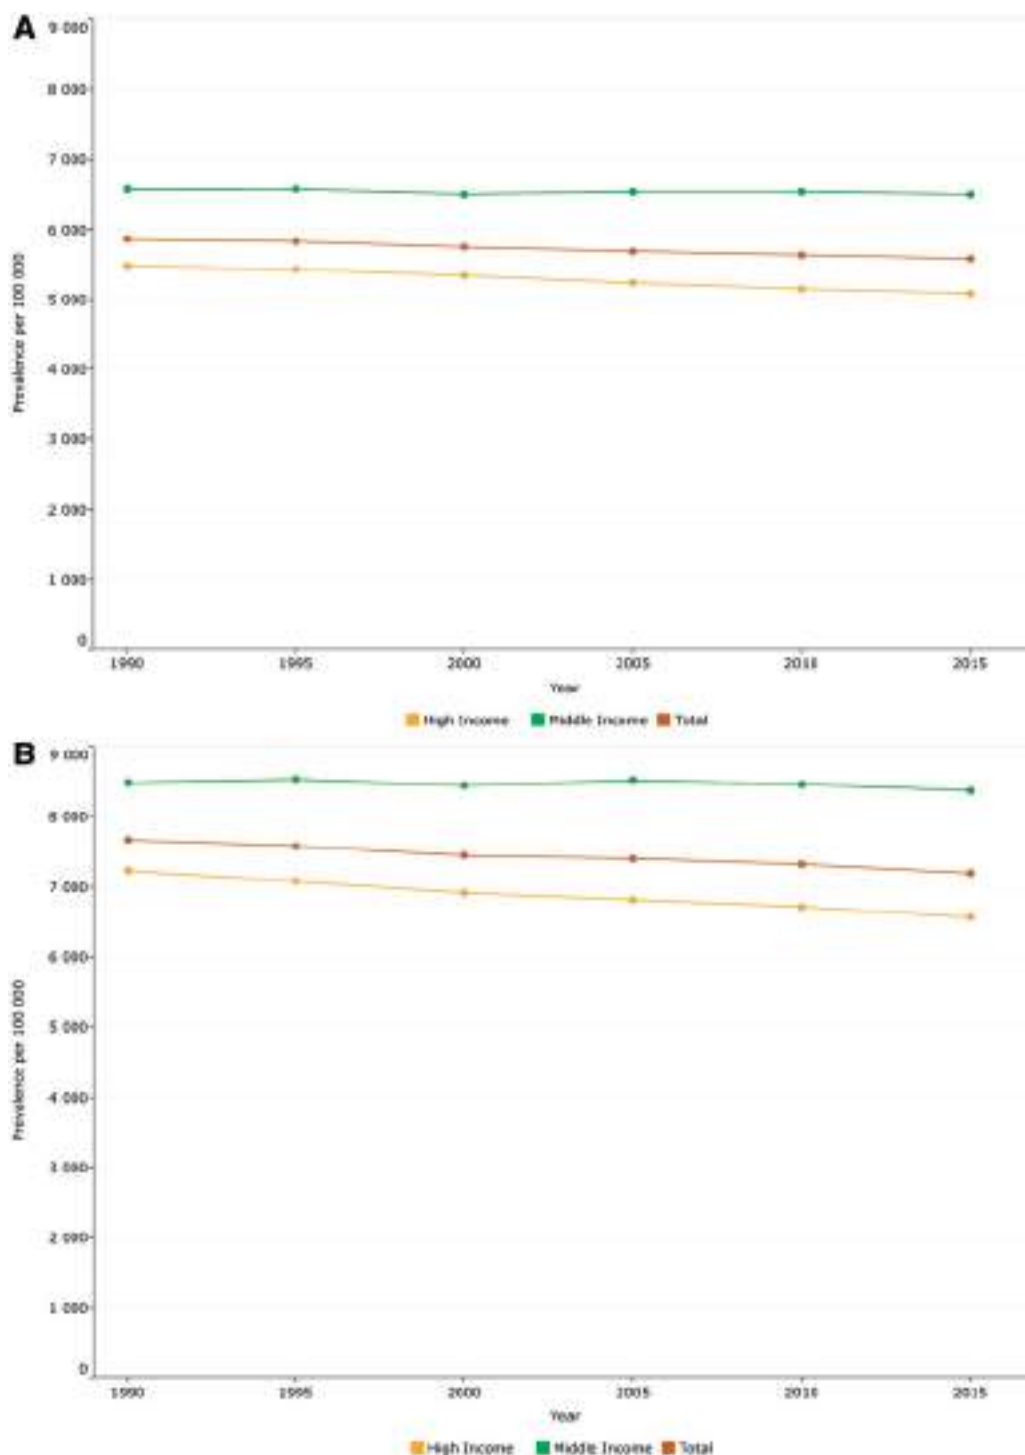 A
9 000
8 000
7 000
6 000
5 000
4 000
3 000
2 000
1 000
0
Prevalence per 100 000
1990 1995 2000 2005 2010 2015
Year
High Income Middle Income Total
B
9 000
8 000
7 000
6 000
5 000
4 000
3 000
2 000
1 000
0
Prevalence per 100 000
1990 1995 2000 2005 2010 2015
Year
High Income Middle Income Total